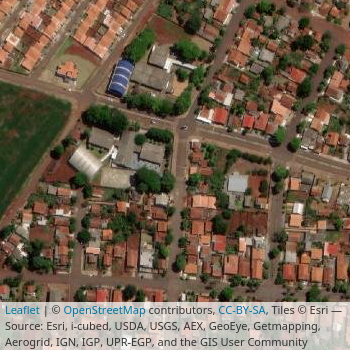 Leaflet | © OpenStreetMap contributors, CC-BY-SA, Tiles © Esri —
Source: Esri, i-cubed, USDA, USGS, AEX, GeoEye, Getmapping,
Aerogrid, IGN, IGP, UPR-EGP, and the GIS User Community